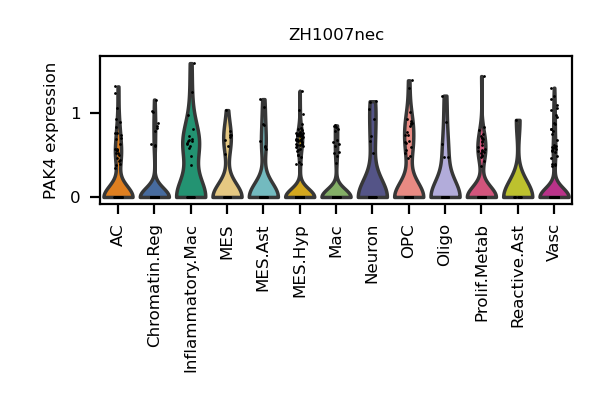 ZH1007nec
PAK4 expression
1
0
AC
Chromatin.Reg
Inflammatory.Mac
MES
MES.Ast
MES.Hyp
Mac
Neuron
OPC
Oligo
Prolif.Metab
Reactive.Ast
Vasc